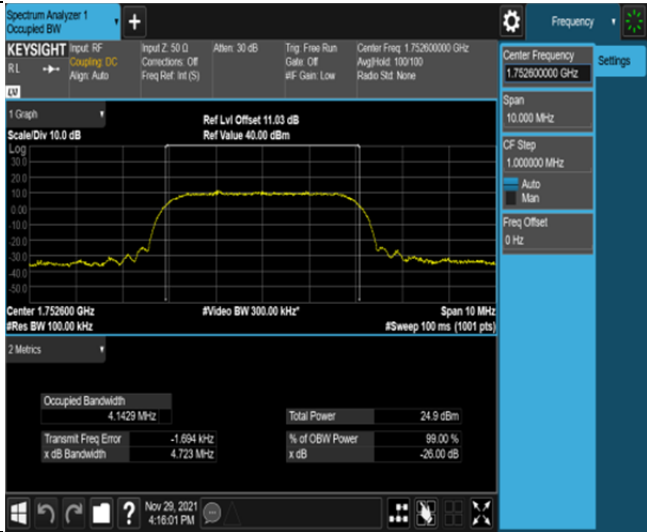 Spectrum Analyzer 1
Occupied BW
Frequency
KEYSIGHT
RL
Input: RF
Coupling: DC
Align: Auto
Input Z: 50 Ω
Corrections: Off
Freq Ref: Int (S)
Atten: 30 dB
Trig: Free Run
Gate: Off
#IF Gain: Low
Center Freq: 1.752600000 GHz
Avg|Hold: 100/100
Radio Std: None
LV
Center Frequency
1.752600000 GHz
Settings
Span
10.000 MHz
CF Step
1.000000 MHz
Auto
Man
Freq Offset
0 Hz
1 Graph
Scale/Div 10.0 dB
Ref Lvl Offset 11.03 dB
Ref Value 40.00 dBm
Log
30.0
20.0
10.0
0.00
-10.0
-20.0
-30.0
-40.0
-50.0
Center 1.752600 GHz
#Res BW 100.00 kHz
#Video BW 300.00 kHz*
Span 10 MHz
#Sweep 100 ms (1001 pts)
2 Metrics
Occupied Bandwidth
4.1429 MHz
Total Power 24.9 dBm
Transmit Freq Error -1.694 kHz
% of OBW Power 99.00 %
x dB Bandwidth 4.723 MHz
x dB -26.00 dB
?
Nov 29, 2021
4:16:01 PM